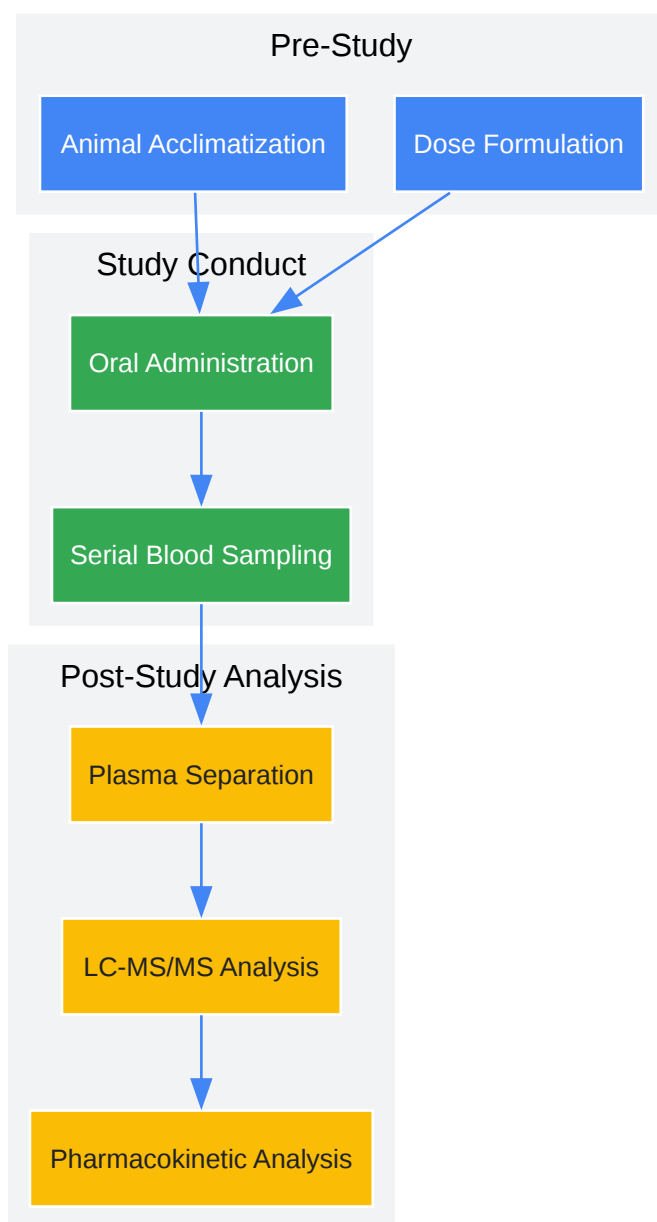 Pre-Study
Animal Acclimatization
Dose Formulation
Study Conduct
Oral Administration
Serial Blood Sampling
Post-Study Analysis
Plasma Separation
LC-MS/MS Analysis
Pharmacokinetic Analysis